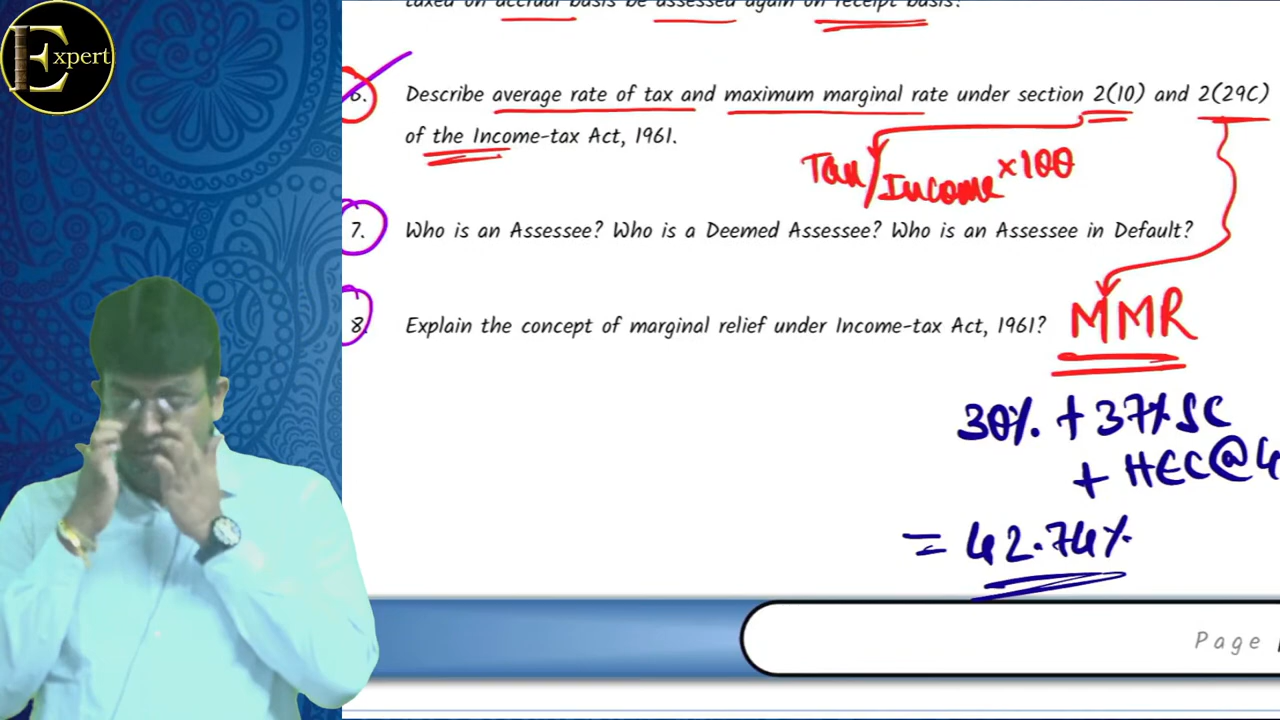 Expert
taxed on accrual basis be assessed again on receipt basis?
6. Describe average rate of tax and maximum marginal rate under section 2(10) and 2(29C)
of the Income-tax Act, 1961.
Tax/Income ×100
7. Who is an Assessee? Who is a Deemed Assessee? Who is an Assessee in Default?
8. Explain the concept of marginal relief under Income-tax Act, 1961?
MMR
30% + 37% SC
+ HEC@4
= 42.74%
Page